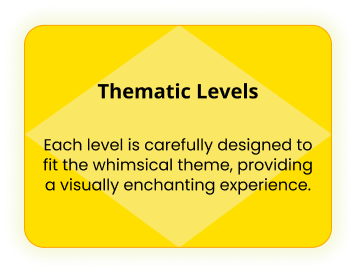 Thematic Levels
Each level is carefully designed to
fit the whimsical theme, providing
a visually enchanting experience.